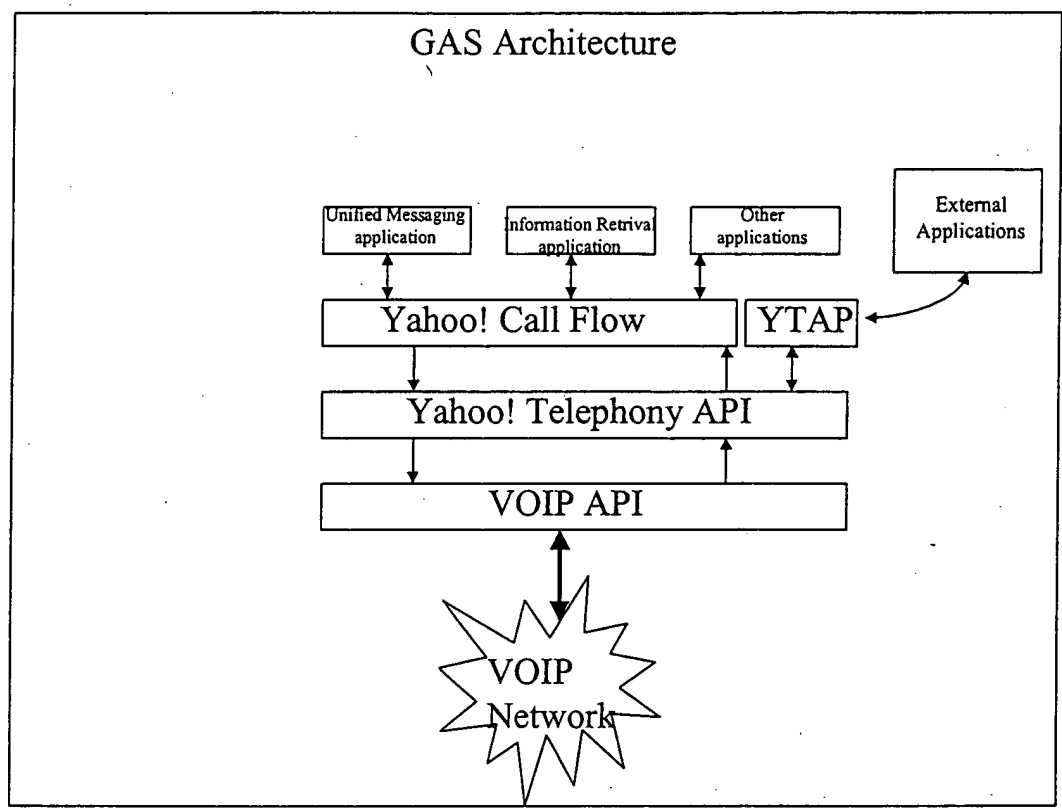 GAS Architecture
External
Applications
Unified Messaging
application
Information Retrival
application
Other
applications
Yahoo! Call Flow
YTAP
Yahoo! Telephony API
VOIP API
VOIP
Network